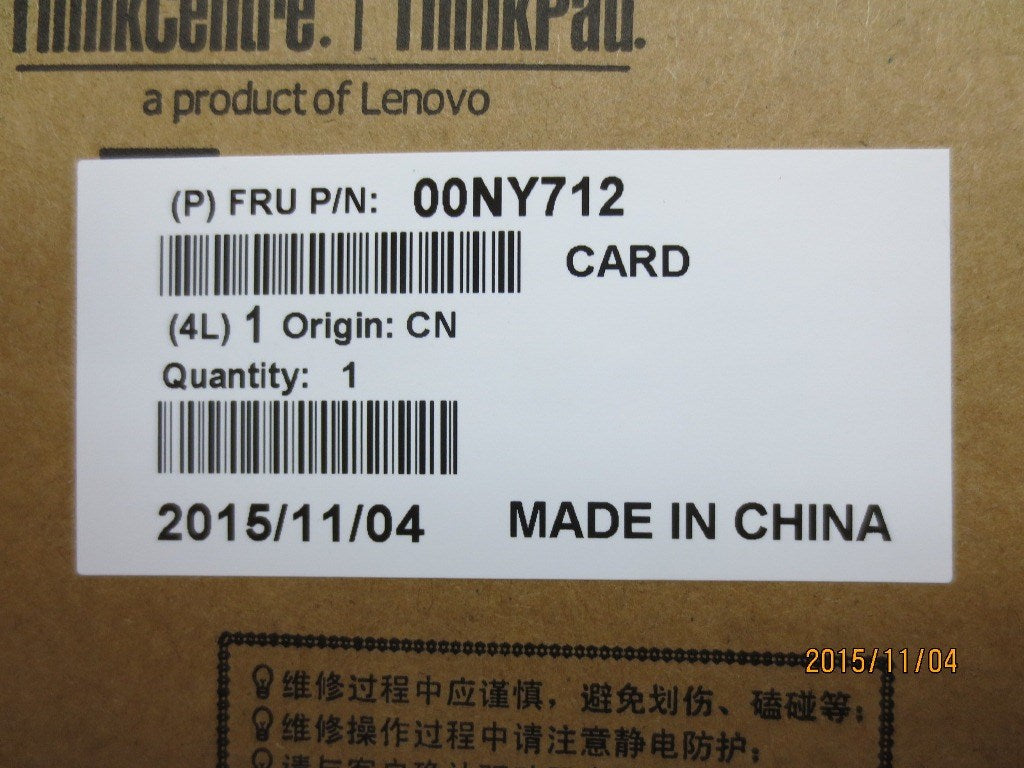 ThinkCentre. | ThinkPad.
a product of Lenovo
(P) FRU P/N: 00NY712
CARD
(4L) 1 Origin: CN
Quantity: 1
2015/11/04 MADE IN CHINA
2015/11/04
维修过程中应谨慎，避免划伤、磕碰等；
维修操作过程中请注意静电防护；